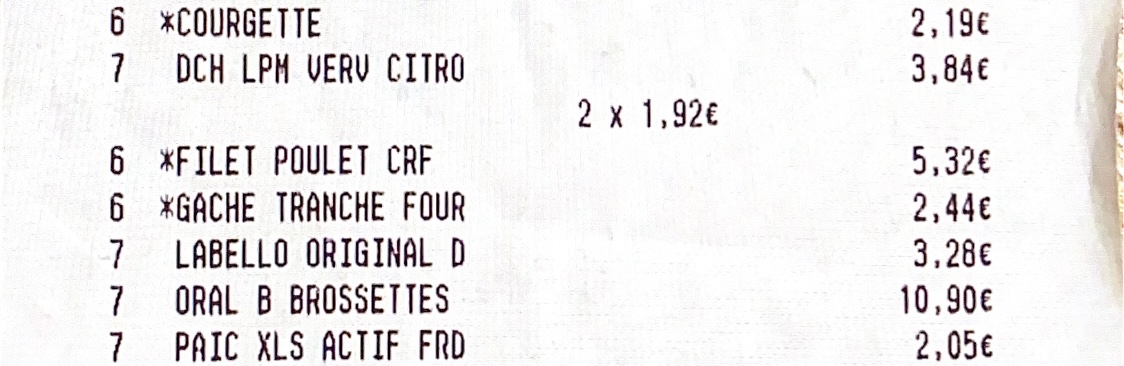 6 *COURGETTE 2,19€
7 DCH LPM VERV CITRO 3,84€
2 x 1,92€
6 *FILET POULET CRF 5,32€
6 *GACHE TRANCHE FOUR 2,44€
7 LABELLO ORIGINAL D 3,28€
7 ORAL B BROSSETTES 10,90€
7 PAIC XLS ACTIF FRD 2,05€